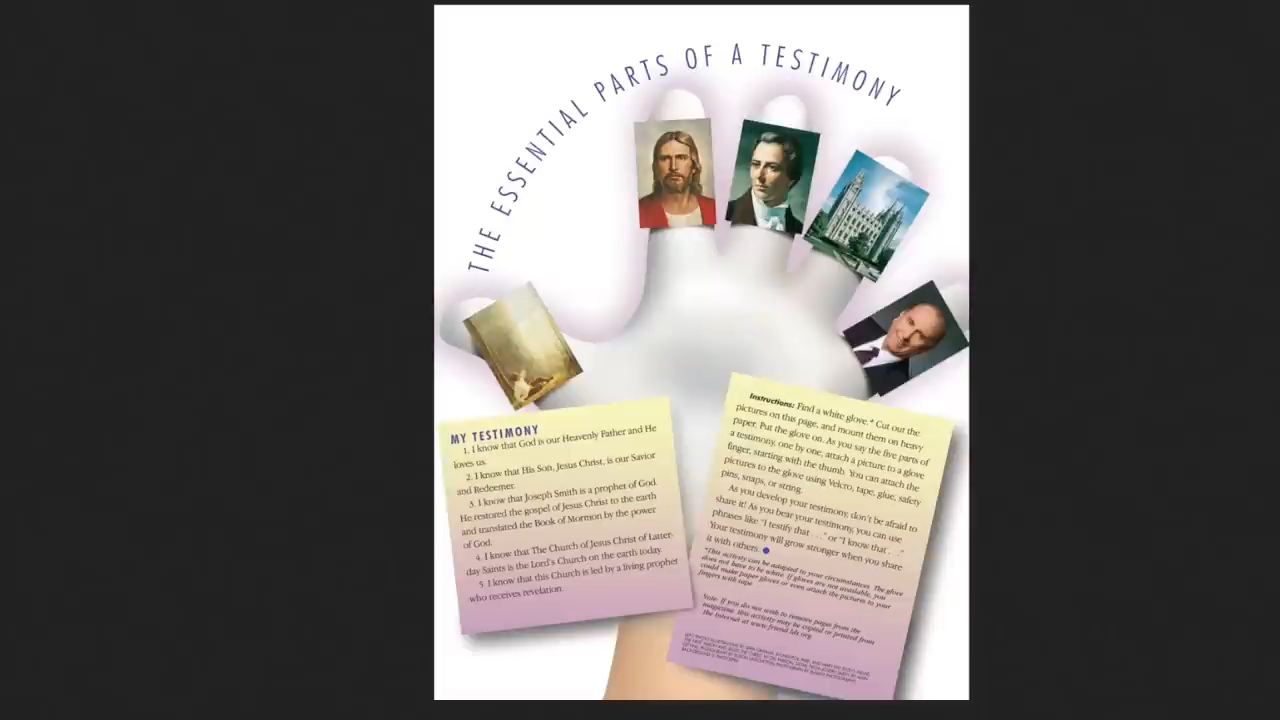 THE ESSENTIAL PARTS OF A TESTIMONY
MY TESTIMONY
1. I know that God is our Heavenly Father and He
loves us.
2. I know that His Son, Jesus Christ, is our Savior
and Redeemer.
3. I know that Joseph Smith is a prophet of God.
He restored the gospel of Jesus Christ to the earth
and translated the Book of Mormon by the power
of God.
4. I know that The Church of Jesus Christ of Latter-
day Saints is the Lord's Church on the earth today.
5. I know that this Church is led by a living prophet
who receives revelation.
Instructions: Find a white glove.* Cut out the
pictures on this page, and mount them on heavy
paper. Put the glove on. As you say the five parts of
a testimony, one by one, attach a picture to a glove
finger, starting with the thumb. You can attach the
pictures to the glove using Velcro, tape, glue, safety
pins, snaps, or string.
As you develop your testimony, don't be afraid to
share it! As you bear your testimony, you can use
phrases like "I testify that . . ." or "I know that . . ."
Your testimony will grow stronger when you share
it with others.
*This activity can be adapted to your circumstances. The glove
does not have to be white. If gloves are not available, you
could make paper gloves or even attach the pictures to your
fingers with tape.
Note: If you do not wish to remove pages from the
magazine, this activity may be copied or printed from
the Internet at www.friend.lds.org.